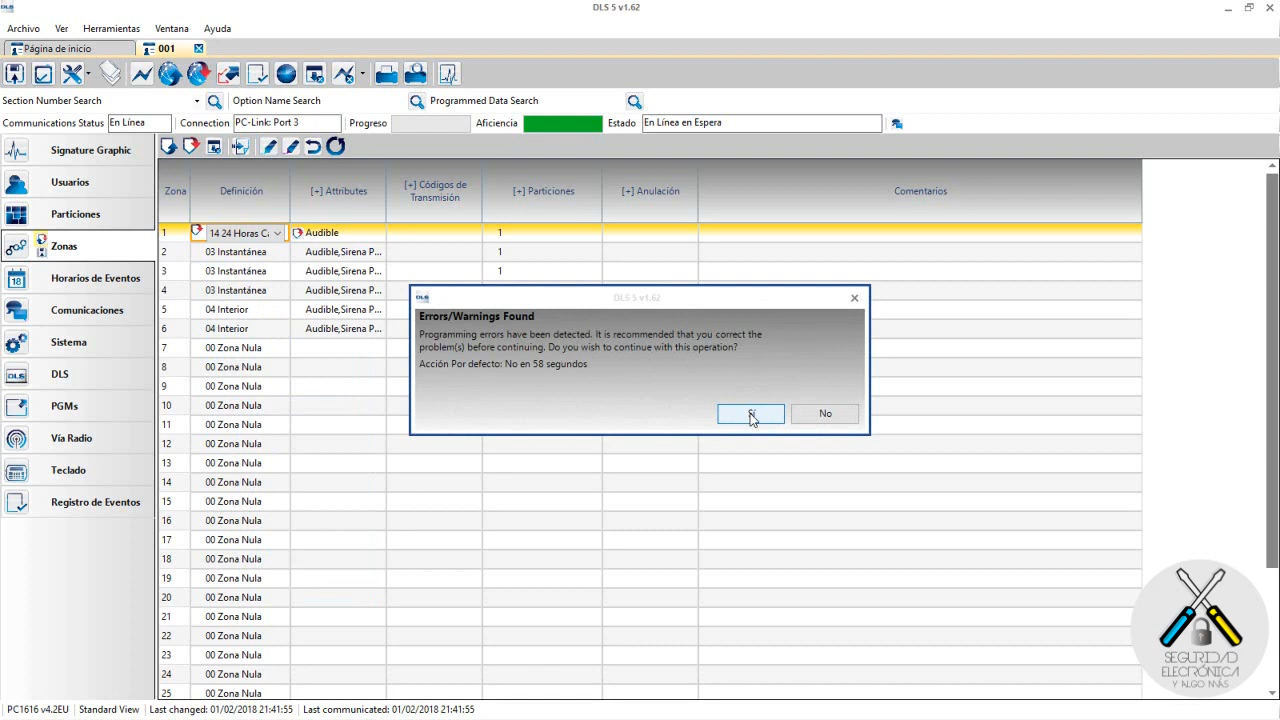 DLS 5 v1.62
Archivo Ver Herramientas Ventana Ayuda
Página de inicio 001
Section Number Search Option Name Search Programmed Data Search
Communications Status En Línea Connection PC-Link: Port 3 Progreso Aficiencia Estado En Línea en Espera
Signature Graphic
Usuarios
Particiones
Zonas
Horarios de Eventos
18
Comunicaciones
Sistema
DLS DLS
PGMs
Vía Radio
Teclado
Registro de Eventos
Zona Definición [+] Attributes [+] Códigos de Transmisión [+] Particiones [+] Anulación Comentarios
1 14 24 Horas Audible 1
2 03 Instantánea Audible,Sirena P... 1
3 03 Instantánea Audible,Sirena P... 1
4 03 Instantánea Audible,Sirena P...
5 04 Interior Audible,Sirena P...
6 04 Interior Audible,Sirena P...
7 00 Zona Nula
8 00 Zona Nula
9 00 Zona Nula
10 00 Zona Nula
11 00 Zona Nula
12 00 Zona Nula
13 00 Zona Nula
14 00 Zona Nula
15 00 Zona Nula
16 00 Zona Nula
17 00 Zona Nula
18 00 Zona Nula
19 00 Zona Nula
20 00 Zona Nula
21 00 Zona Nula
22 00 Zona Nula
23 00 Zona Nula
24 00 Zona Nula
25 00 Zona Nula
DLS DLS 5 v1.62
Errors/Warnings Found
Programming errors have been detected. It is recommended that you correct the
problem(s) before continuing. Do you wish to continue with this operation?
Acción Por defecto: No en 58 segundos
No
SEGURIDAD
ELECTRÓNICA
Y ALGO MÁS
PC1616 v4.2EU Standard View Last changed: 01/02/2018 21:41:55 Last communicated: 01/02/2018 21:41:55